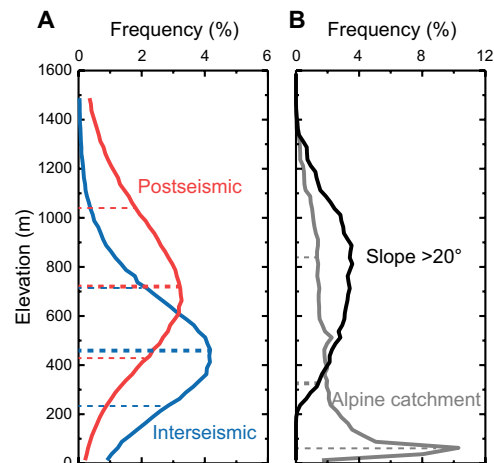 A
Frequency (%)
B
Frequency (%)
0 2 4 6
0 4 8 12
1600
1400
1200
1000
800
600
400
200
0
Elevation (m)
Postseismic
Interseismic
Slope >20°
Alpine catchment